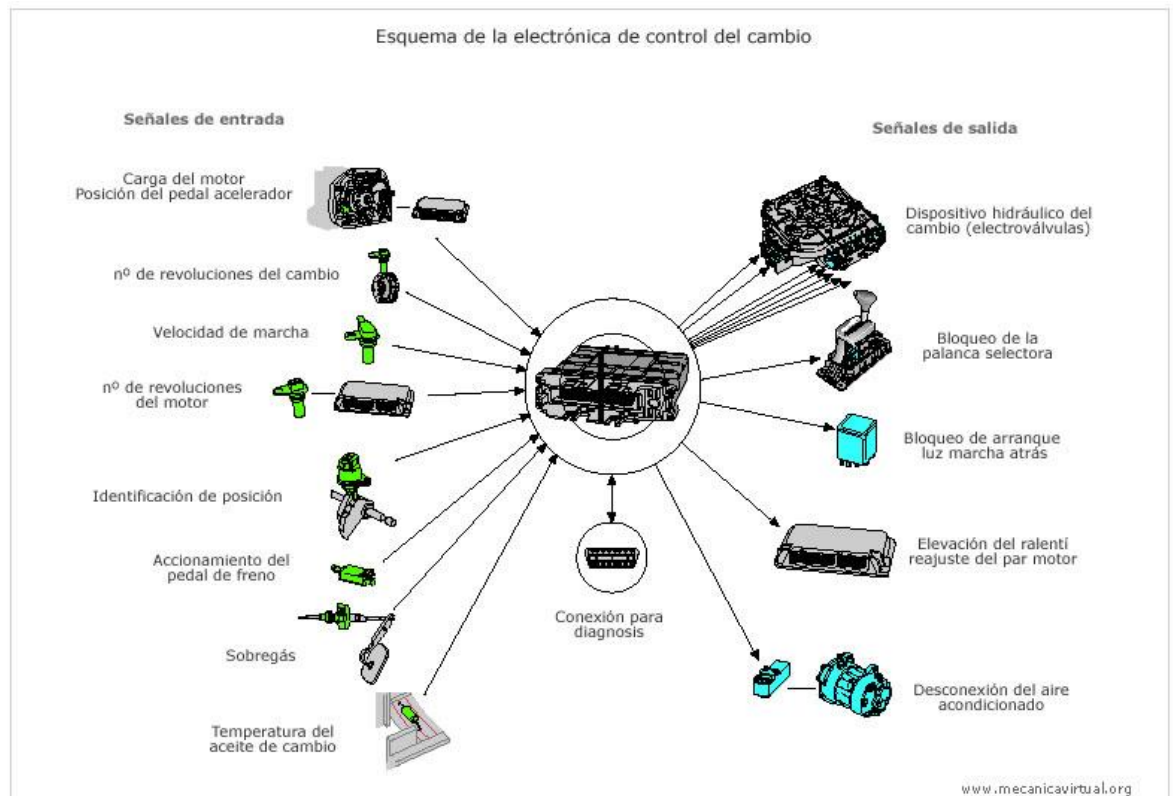 Esquema de la electrónica de control del cambio
Señales de entrada
Señales de salida
Carga del motor
Posición del pedal acelerador
nº de revoluciones del cambio
Velocidad de marcha
nº de revoluciones
del motor
Identificación de posición
Accionamiento del
pedal de freno
Sobregás
Temperatura del
aceite de cambio
Conexión para
diagnosis
Dispositivo hidráulico del
cambio (electroválvulas)
Bloqueo de la
palanca selectora
Bloqueo de arranque
luz marcha atrás
Elevación del ralentí
reajuste del par motor
Desconexión del aire
acondicionado
www.mecanicavirtual.org